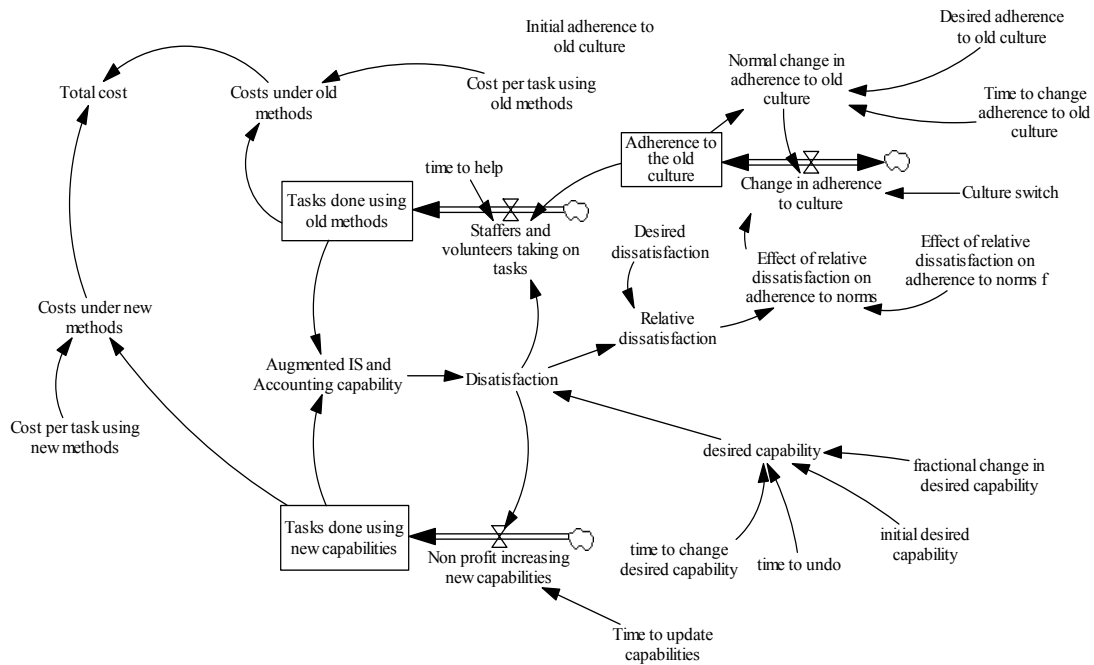 Initial adherence to
old culture
Desired adherence
to old culture
Normal change in
adherence to old
culture
Total cost
Costs under old
methods
Cost per task using
old methods
Time to change
adherence to old
culture
Adherence to
the old
culture
time to help
Change in adherence
to culture
Culture switch
Tasks done using
old methods
Staffers and
volunteers taking on
tasks
Desired
dissatisfaction
Effect of relative
dissatisfaction on
adherence to norms
Effect of relative
dissatisfaction on
adherence to norms f
Costs under new
methods
Relative
dissatisfaction
Augmented IS and
Accounting capability
Disatisfaction
Cost per task using
new methods
desired capability
fractional change in
desired capability
Tasks done using
new capabilities
Non profit increasing
new capabilities
time to change
desired capability
time to undo
initial desired
capability
Time to update
capabilities